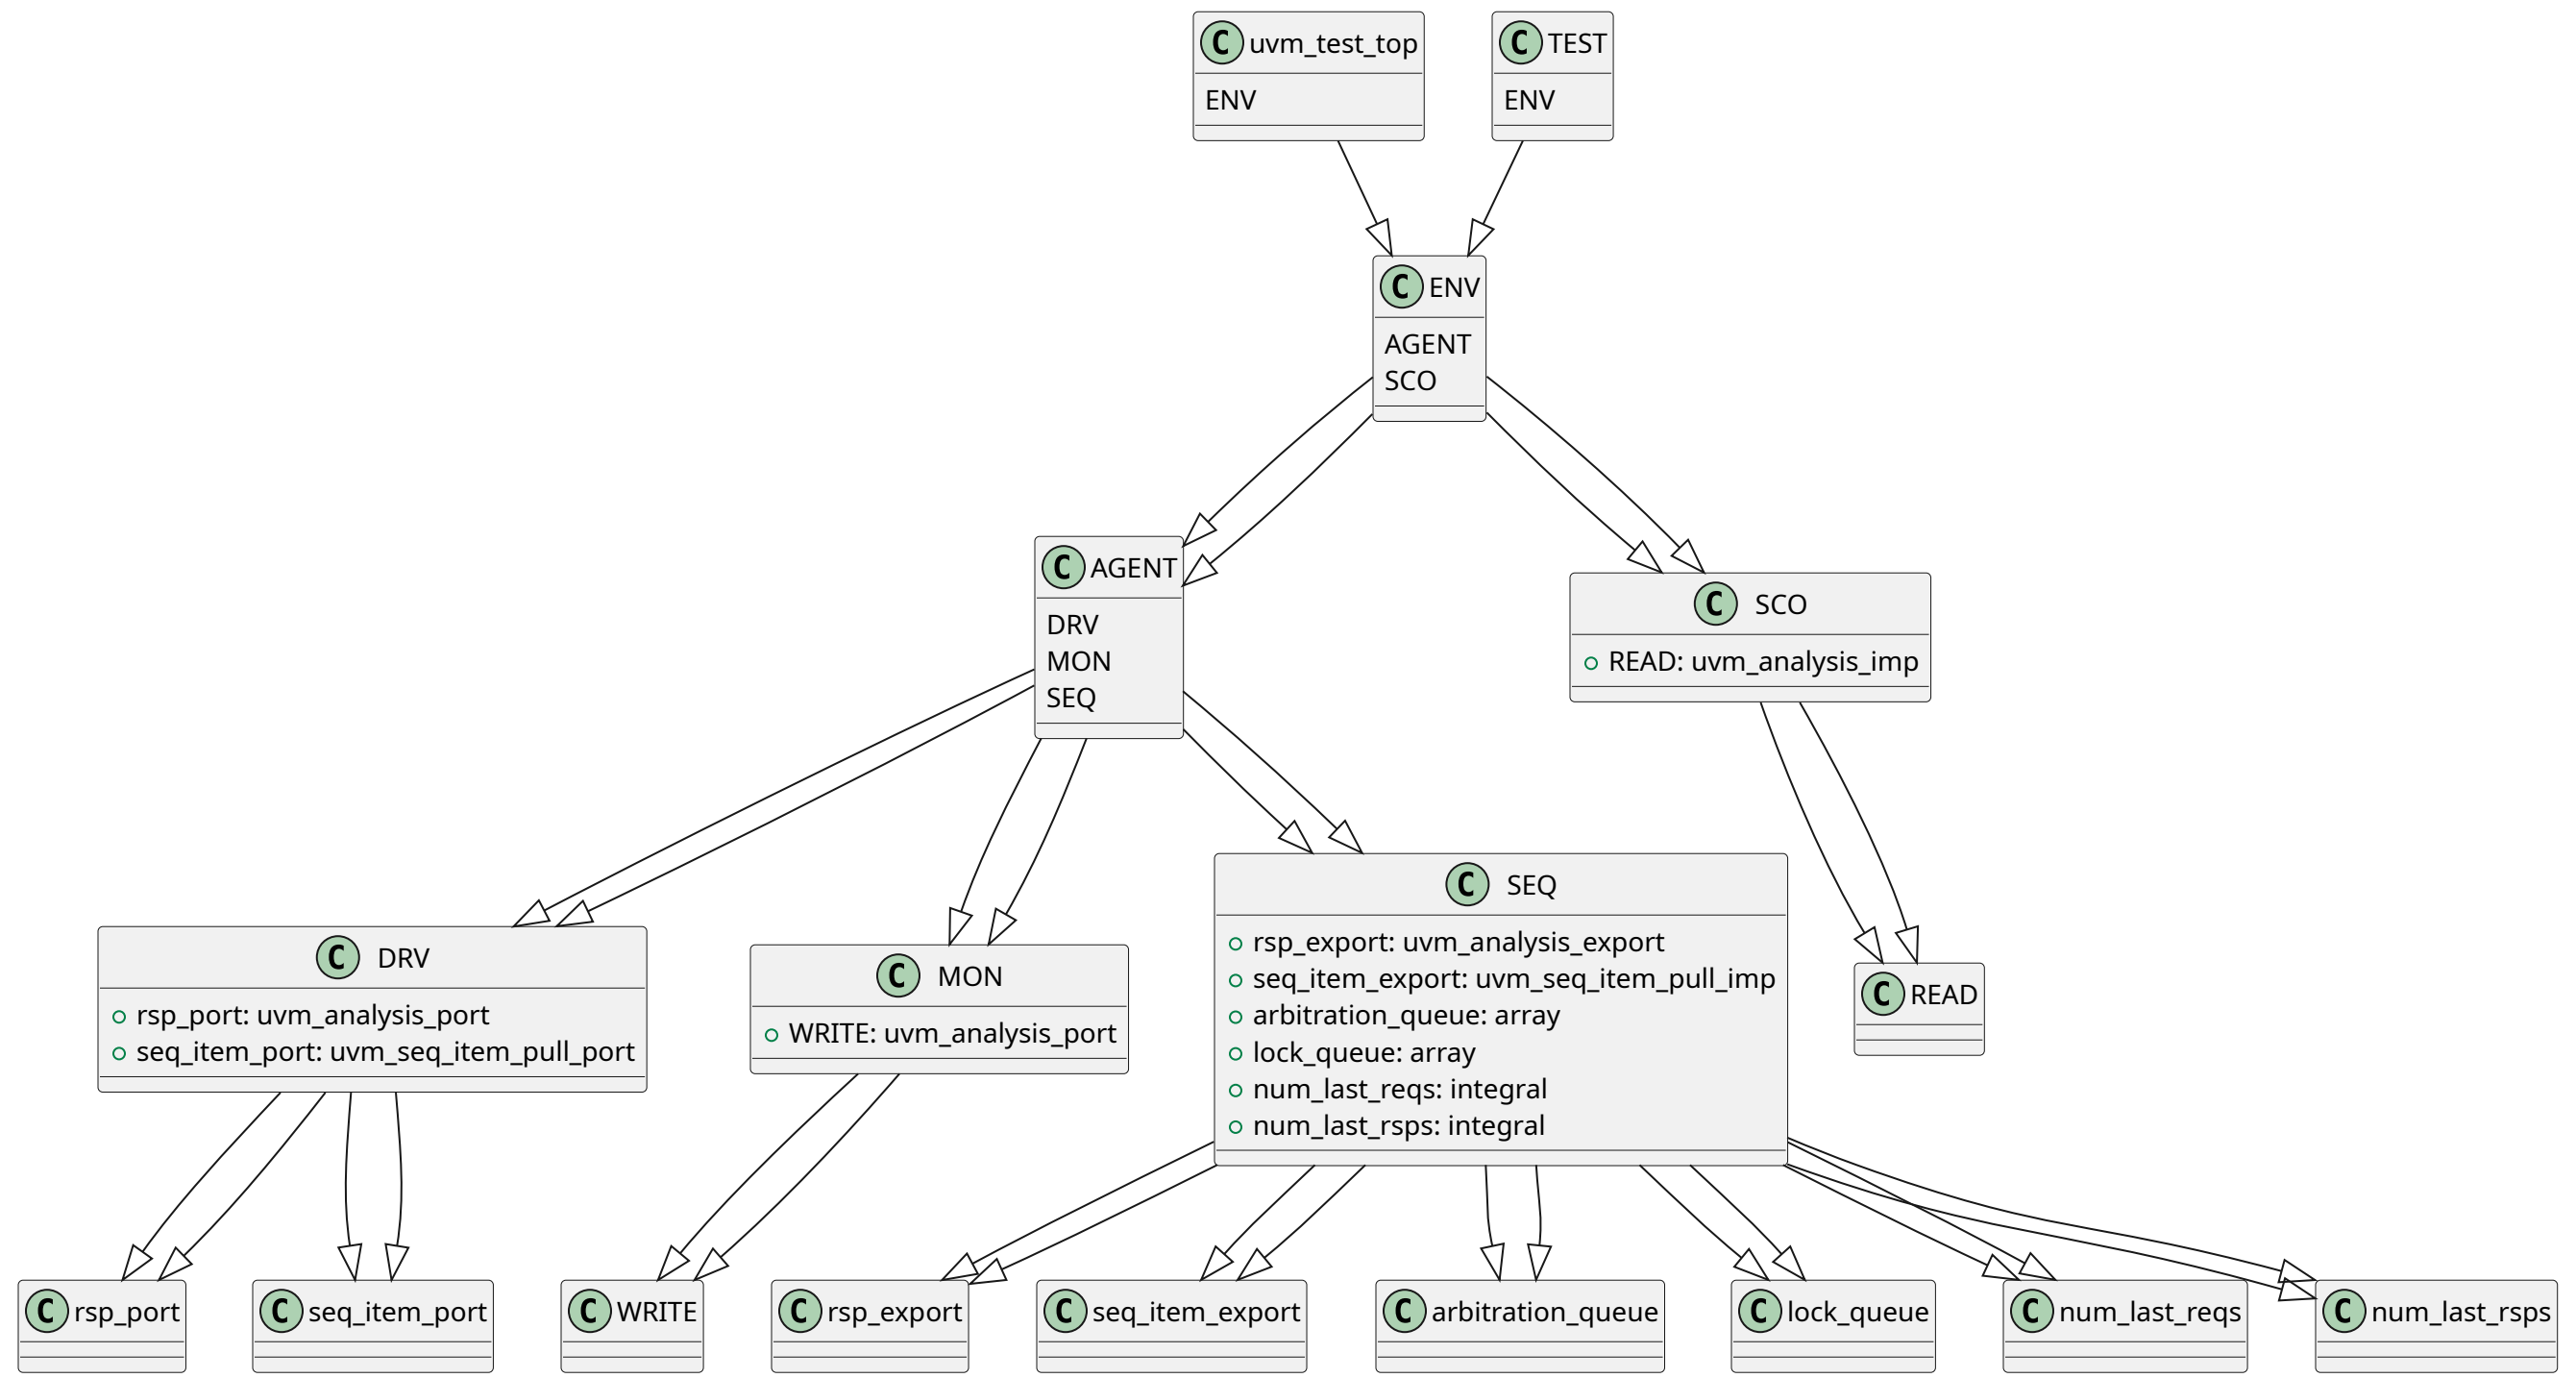 C uvm_test_top
ENV
C TEST
ENV
C ENV
AGENT
SCO
C AGENT
DRV
MON
SEQ
C SCO
READ: uvm_analysis_imp
C DRV
rsp_port: uvm_analysis_port
seq_item_port: uvm_seq_item_pull_port
C MON
WRITE: uvm_analysis_port
C SEQ
rsp_export: uvm_analysis_export
seq_item_export: uvm_seq_item_pull_imp
arbitration_queue: array
lock_queue: array
num_last_reqs: integral
num_last_rsps: integral
C READ
C rsp_port
C seq_item_port
C WRITE
C rsp_export
C seq_item_export
C arbitration_queue
C lock_queue
C num_last_reqs
C num_last_rsps